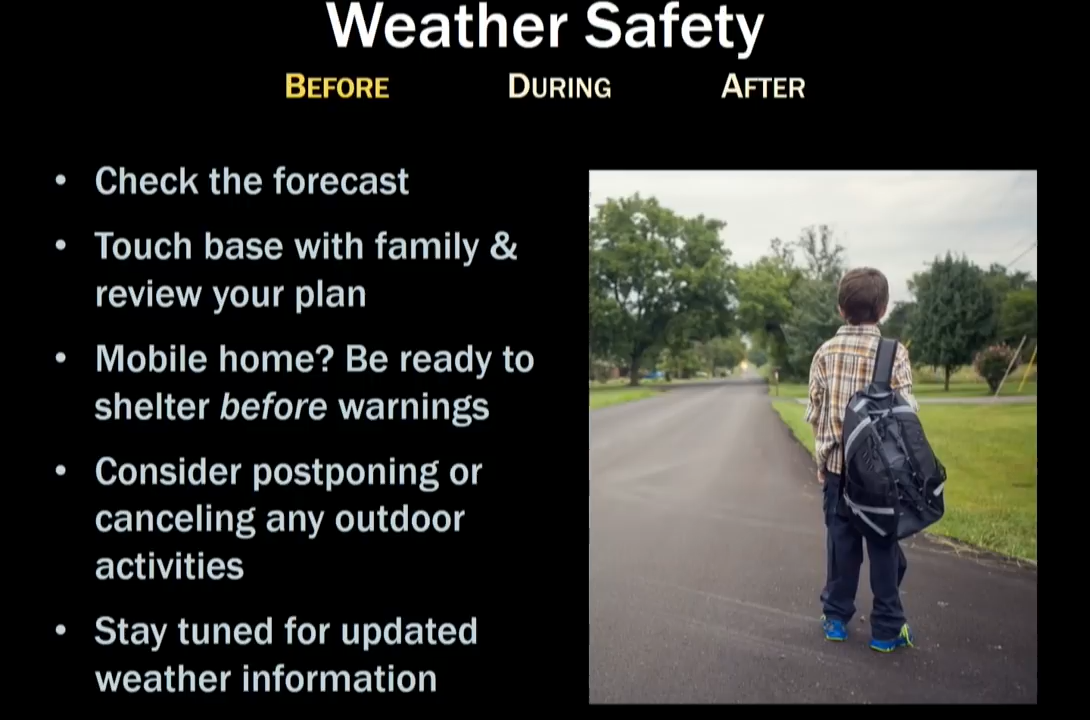 Weather Safety
BEFORE DURING AFTER
• Check the forecast
• Touch base with family &
review your plan
• Mobile home? Be ready to
shelter before warnings
• Consider postponing or
canceling any outdoor
activities
• Stay tuned for updated
weather information